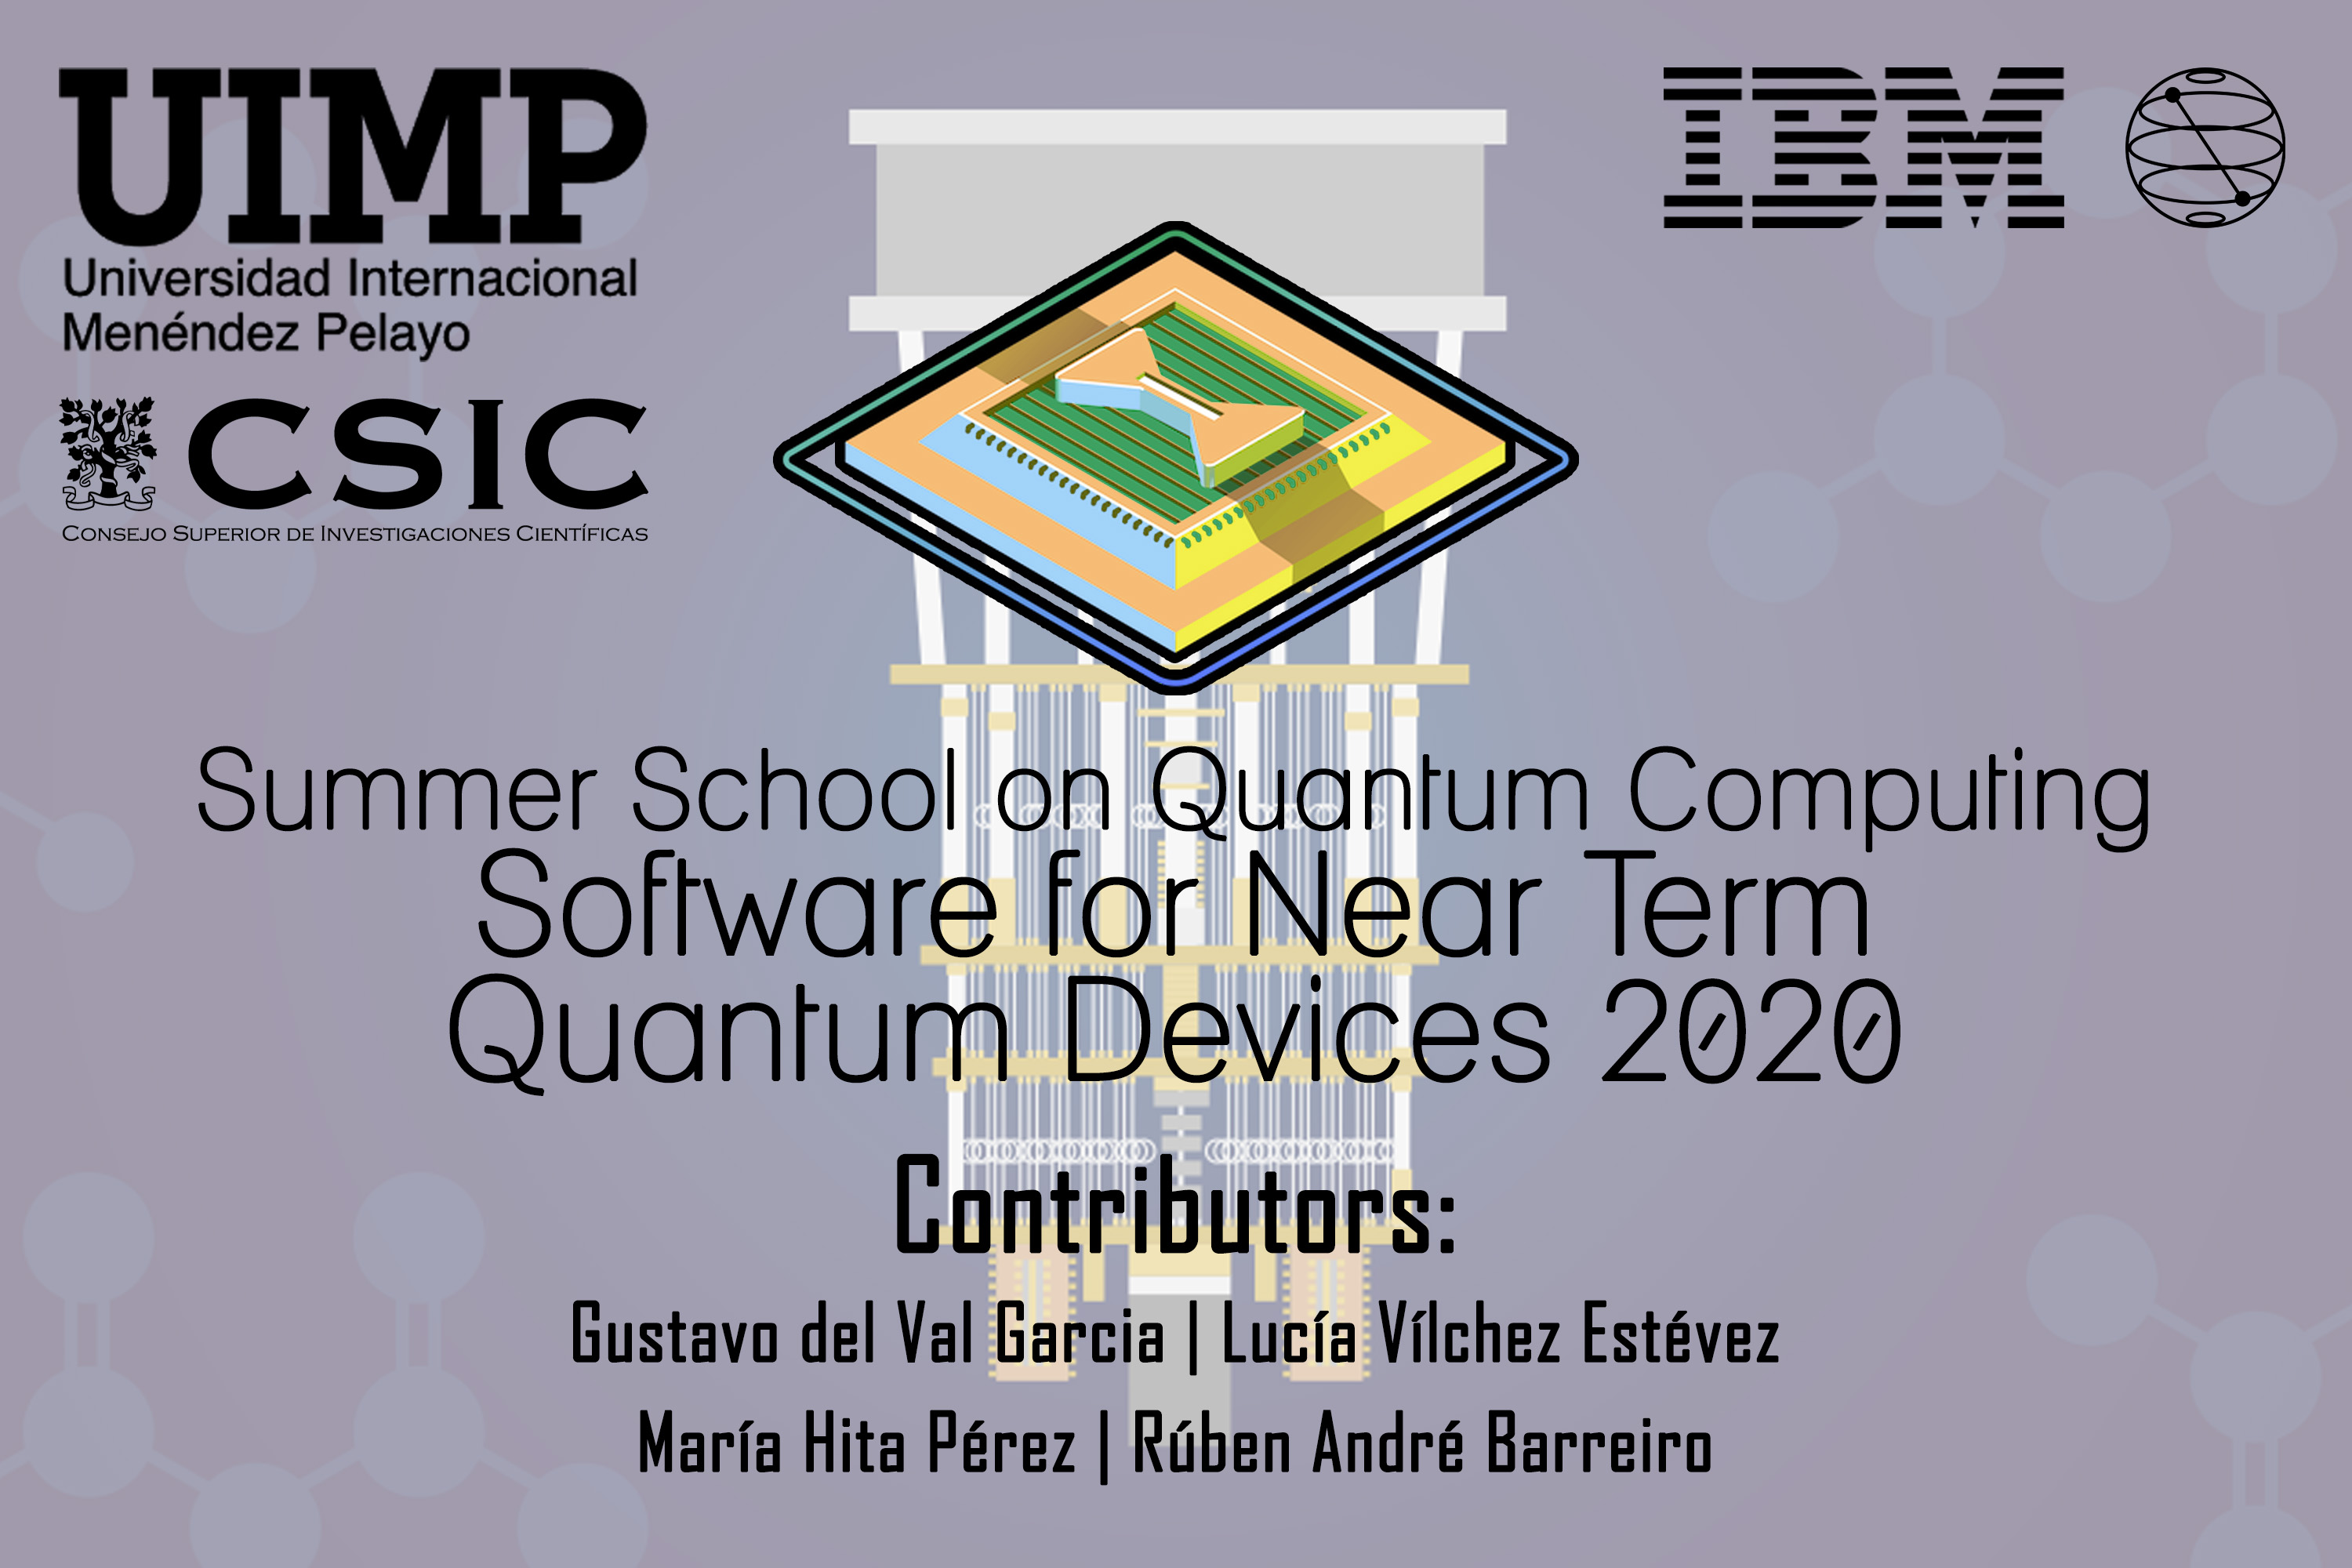 UIMP
Universidad Internacional
Menéndez Pelayo
CSIC
CONSEJO SUPERIOR DE INVESTIGACIONES CIENTÍFICAS
IBM
Summer School on Quantum Computing
Software for Near Term
Quantum Devices 2020
Contributors:
Gustavo del Val Garcia | Lucía Vílchez Estévez
María Hita Pérez | Rúben André Barreiro